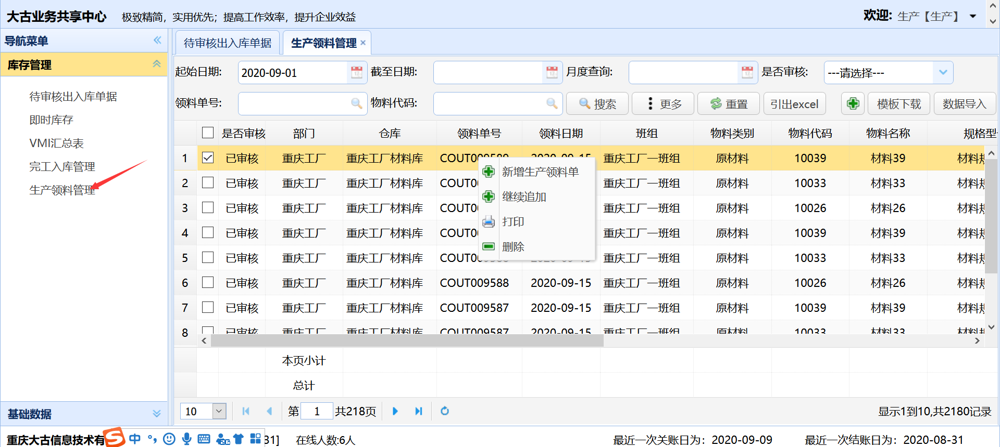 大古业务共享中心 极致精简，实用优先；提高工作效率，提升企业效益 欢迎: 生产【生产】
导航菜单
库存管理
待审核出入库单据
即时库存
VMI汇总表
完工入库管理
生产领料管理
基础数据
待审核出入库单据 生产领料管理
起始日期: 2020-09-01 截至日期: 月度查询: 是否审核: ---请选择---
领料单号: 物料代码: 搜索 更多 重置 引出excel 模板下载 数据导入
是否审核 部门 仓库 领料单号 领料日期 班组 物料类别 物料代码 物料名称 规格型
1 已审核 重庆工厂 重庆工厂材料库 COUT009589 2020-09-15 重庆工厂一班组 原材料 10039 材料39 材料规
2 已审核 重庆工厂 重庆工厂材料库 COUT0 重庆工厂一班组 原材料 10033 材料33 材料规
3 已审核 重庆工厂 重庆工厂材料库 COUT0 重庆工厂一班组 原材料 10026 材料26 材料规
4 已审核 重庆工厂 重庆工厂材料库 COUT0 重庆工厂一班组 原材料 10039 材料39 材料规
5 已审核 重庆工厂 重庆工厂材料库 COUT0 重庆工厂一班组 原材料 10033 材料33 材料规
6 已审核 重庆工厂 重庆工厂材料库 COUT009588 2020-09-15 重庆工厂一班组 原材料 10026 材料26 材料规
7 已审核 重庆工厂 重庆工厂材料库 COUT009587 2020-09-15 重庆工厂一班组 原材料 10039 材料39 材料规
8 已审核 重庆工厂 重庆工厂材料库 COUT009587 2020-09-15 重庆工厂一班组 原材料 10033 材料33 材料规
新增生产领料单
继续追加
打印
删除
本页小计
总计
10 第 1 共218页 显示1到10,共2180记录
重庆大古信息技术有 中 31] 在线人数:6人 最近一次关账日为：2020-09-09 最近一次结账日为：2020-08-31